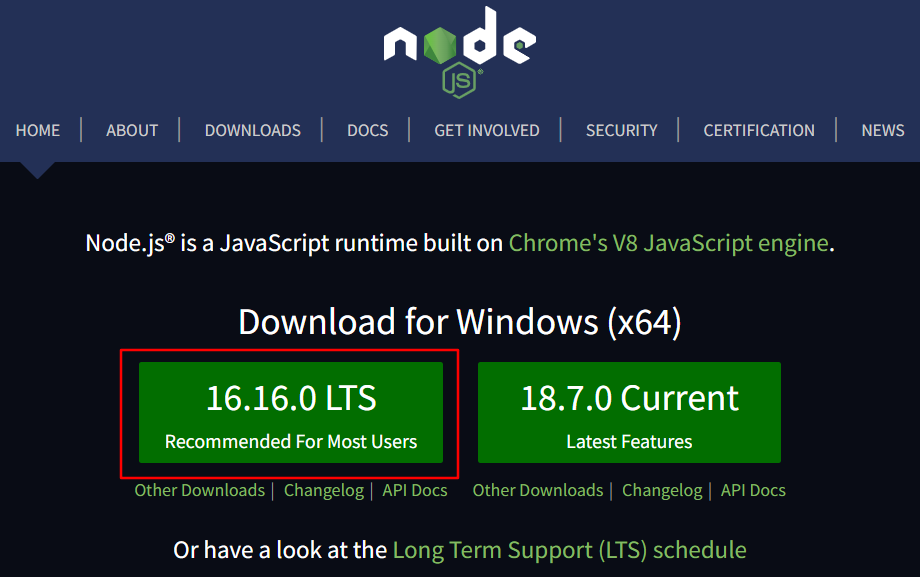 node
JS®
HOME | ABOUT | DOWNLOADS | DOCS | GET INVOLVED | SECURITY | CERTIFICATION | NEWS
Node.js® is a JavaScript runtime built on Chrome's V8 JavaScript engine.
Download for Windows (x64)
16.16.0 LTS
Recommended For Most Users
18.7.0 Current
Latest Features
Other Downloads | Changelog | API Docs
Other Downloads | Changelog | API Docs
Or have a look at the Long Term Support (LTS) schedule